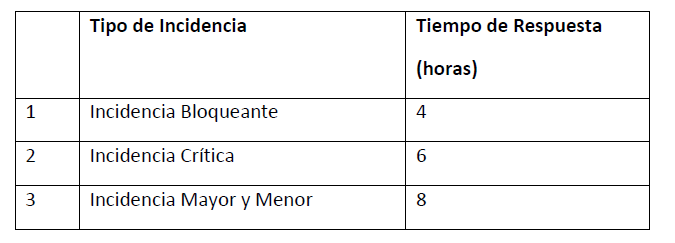 Tipo de Incidencia Tiempo de Respuesta
(horas)
1 Incidencia Bloqueante 4
2 Incidencia Crítica 6
3 Incidencia Mayor y Menor 8